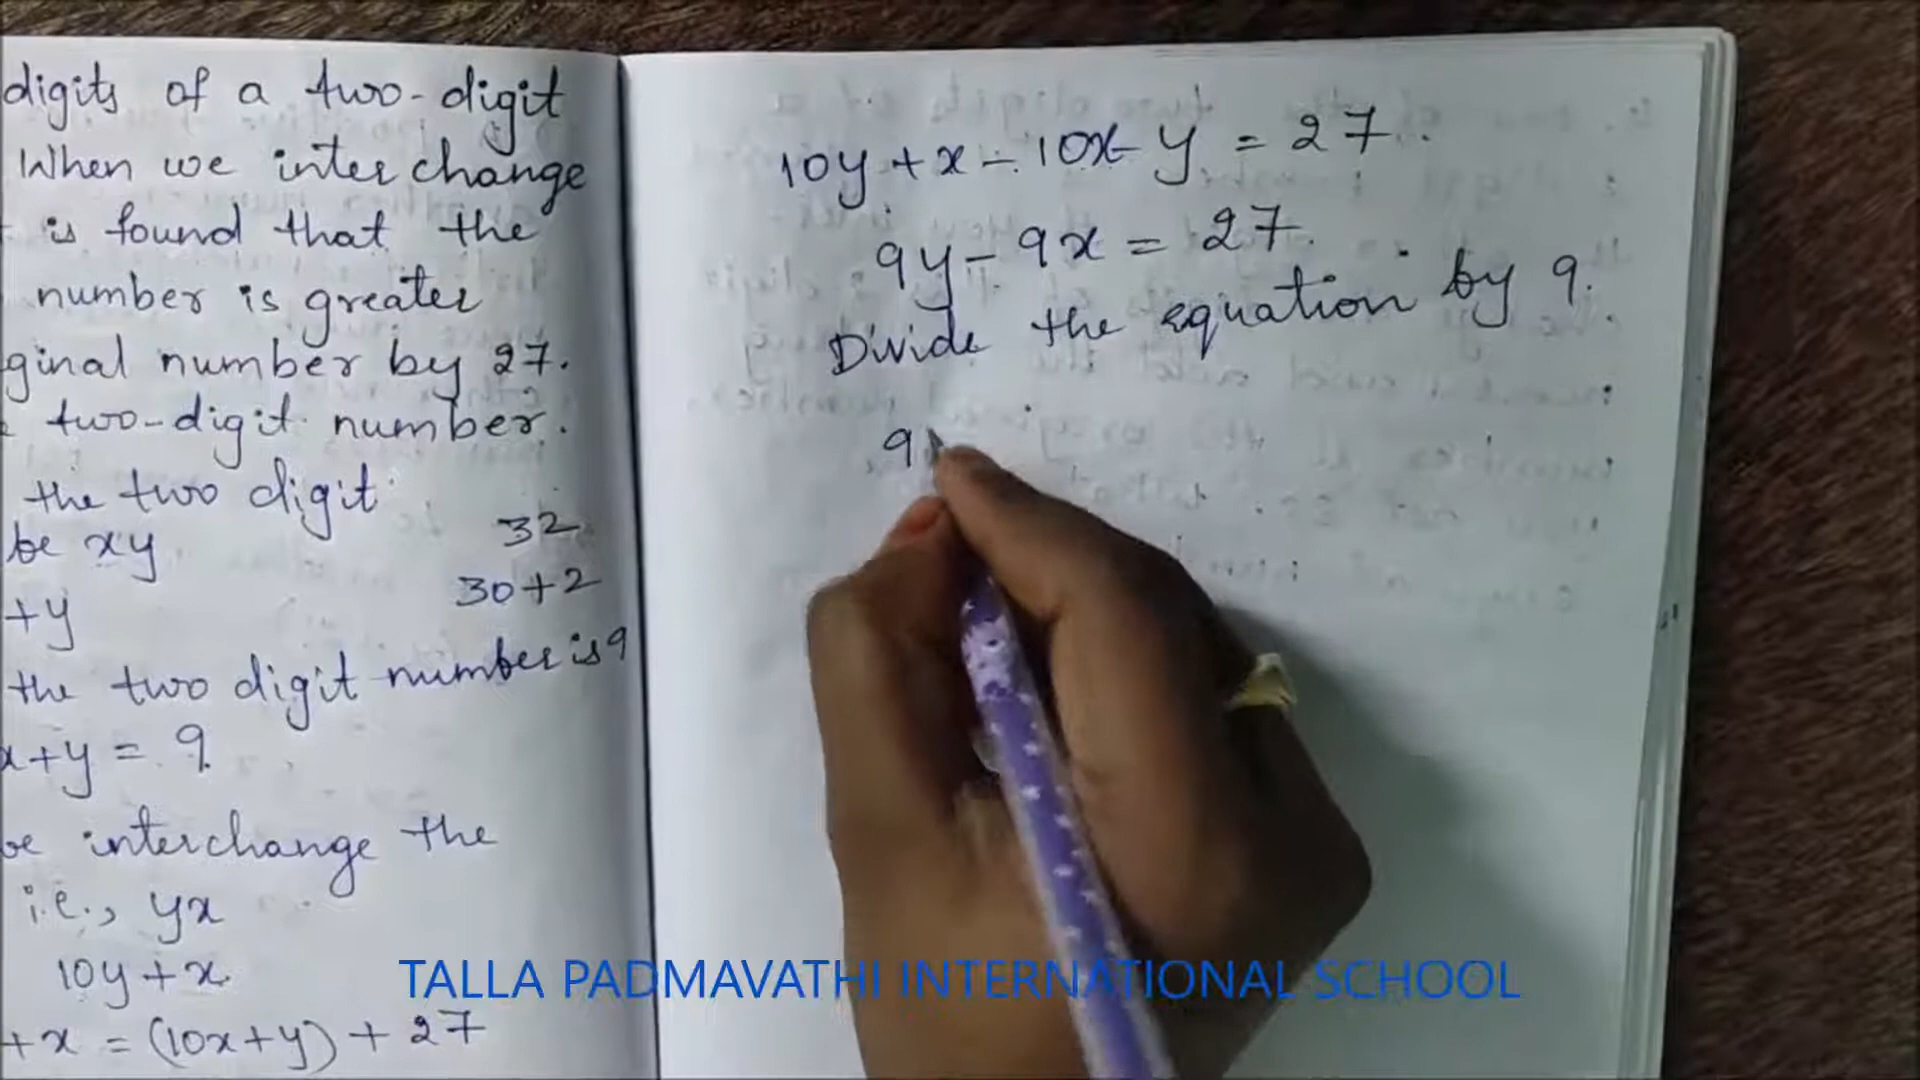 digits of a two-digit
When we inter change
is found that the
number is greater
ginal number by 27.
two-digit number.
the two digit
be xy
32
30+2
+y
the two digit number is 9
x+y = 9
be interchange the
i.e., yx
10y+x
+x = (10x+y) + 27
10y+x-10x-y = 27.
9y-9x = 27.
Divide the equation by 9.
9
TALLA PADMAVATHI INTERNATIONAL SCHOOL